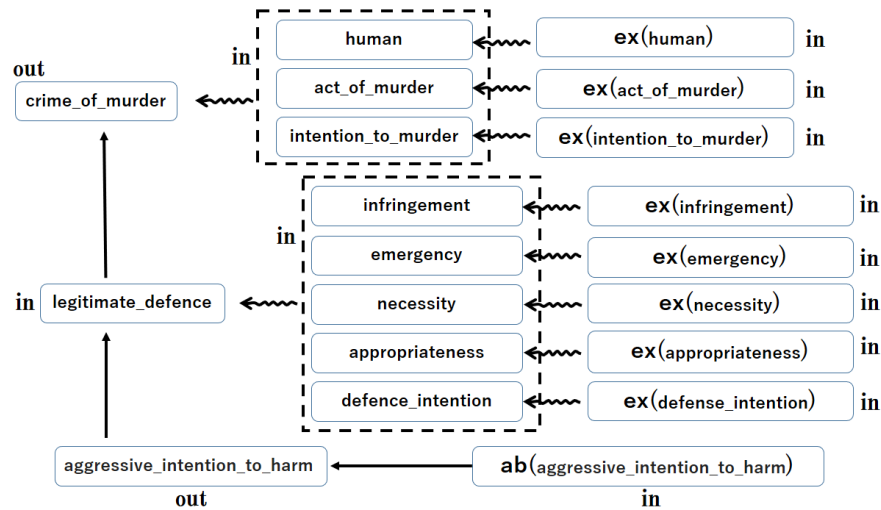 in
human
ex(human)
in
out
crime_of_murder
act_of_murder
ex(act_of_murder)
in
intention_to_murder
ex(intention_to_murder)
in
in
infringement
ex(infringement)
in
emergency
ex(emergency)
in
in
legitimate_defence
necessity
ex(necessity)
in
appropriateness
ex(appropriateness)
in
defence_intention
ex(defense_intention)
in
aggressive_intention_to_harm
ab(aggressive_intention_to_harm)
out
in